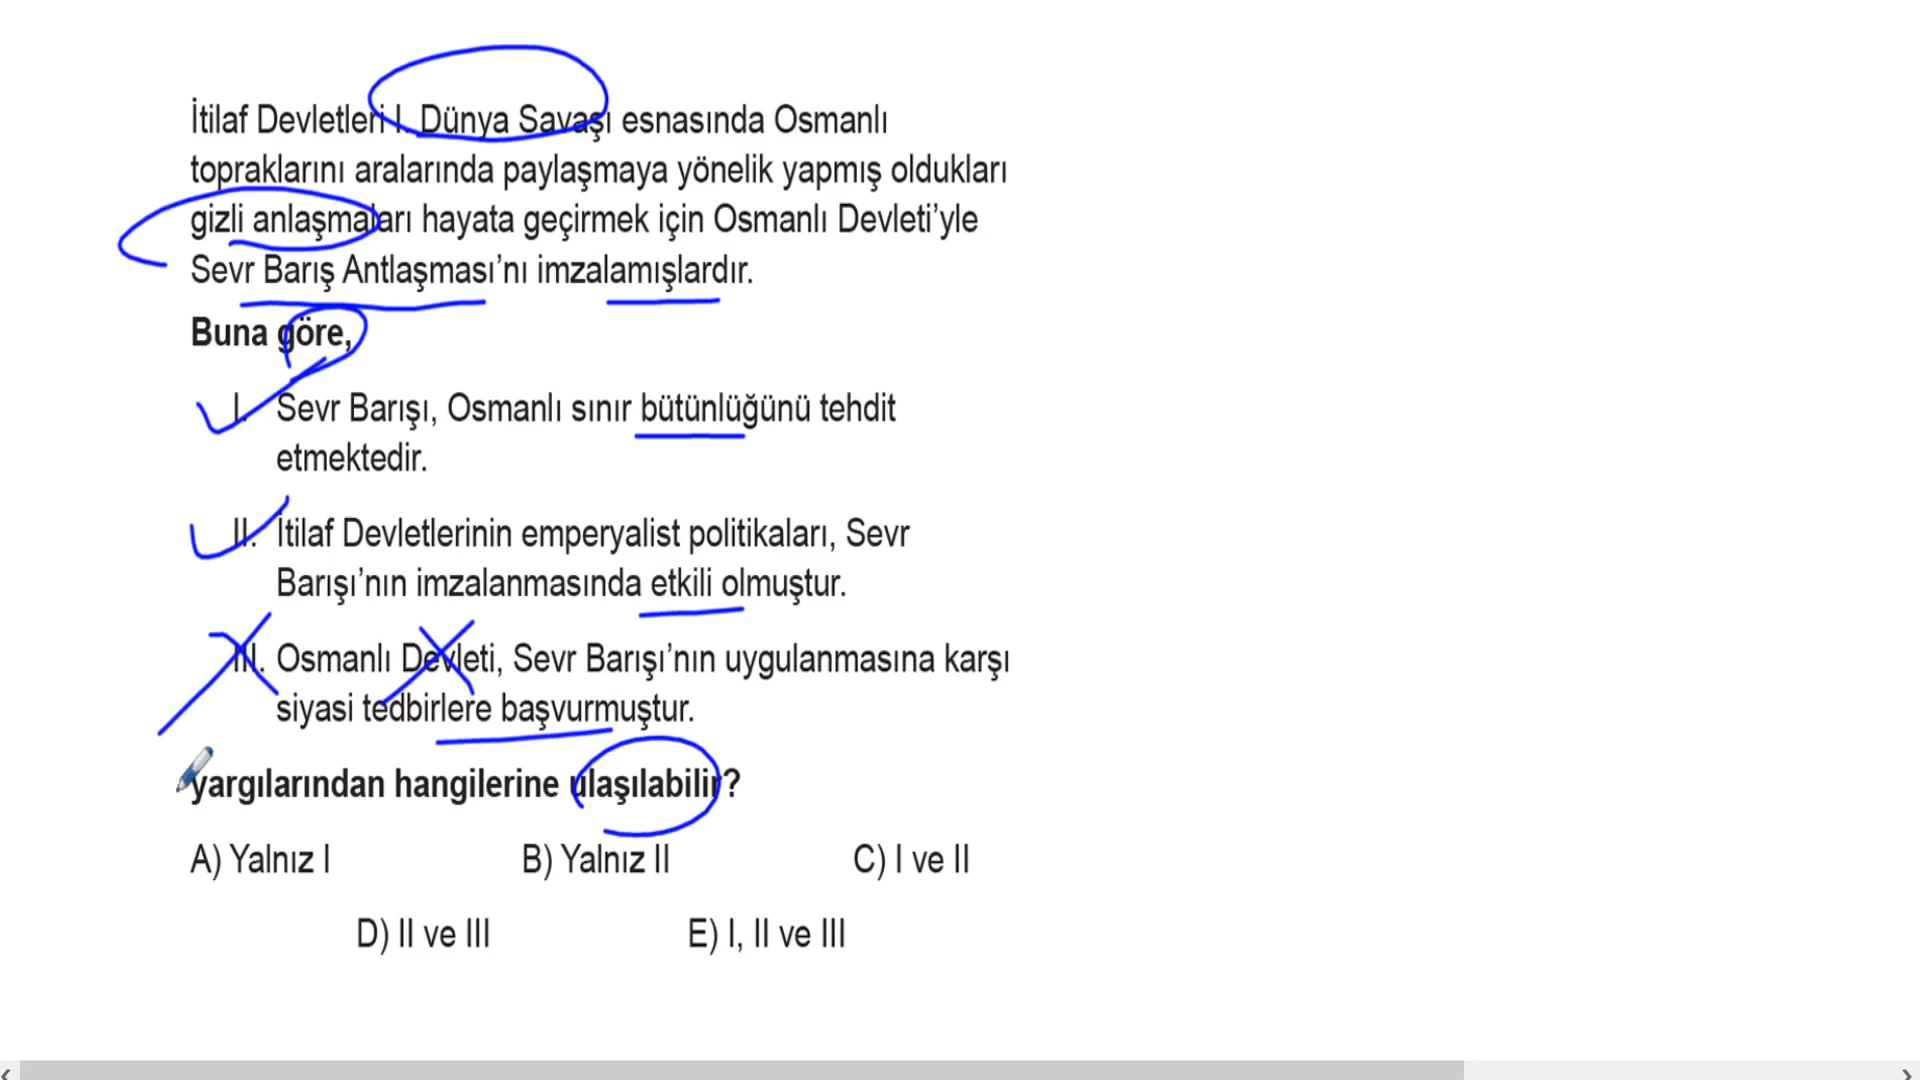 İtilaf Devletleri I. Dünya Savaşı esnasında Osmanlı
topraklarını aralarında paylaşmaya yönelik yapmış oldukları
gizli anlaşmaları hayata geçirmek için Osmanlı Devleti’yle
Sevr Barış Antlaşması’nı imzalamışlardır.
Buna göre,
I. Sevr Barışı, Osmanlı sınır bütünlüğünü tehdit
etmektedir.
II. İtilaf Devletlerinin emperyalist politikaları, Sevr
Barışı’nın imzalanmasında etkili olmuştur.
III. Osmanlı Devleti, Sevr Barışı’nın uygulanmasına karşı
siyasi tedbirlere başvurmuştur.
yargılarından hangilerine ulaşılabilir?
A) Yalnız I B) Yalnız II C) I ve II
D) II ve III E) I, II ve III